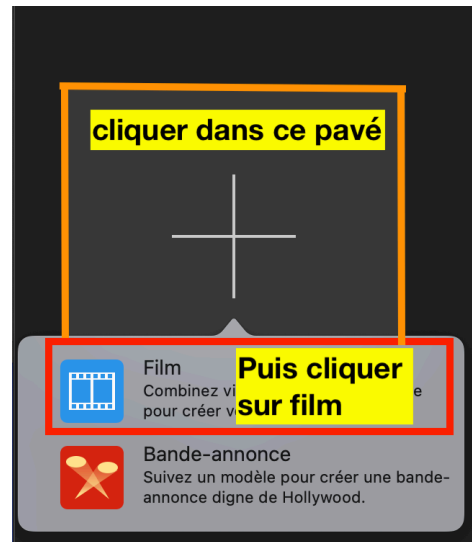 cliquer dans ce pavé
Film
Combinez vi
e
pour créer v
Puis cliquer
sur film
Bande-annonce
Suivez un modèle pour créer une bande-
annonce digne de Hollywood.